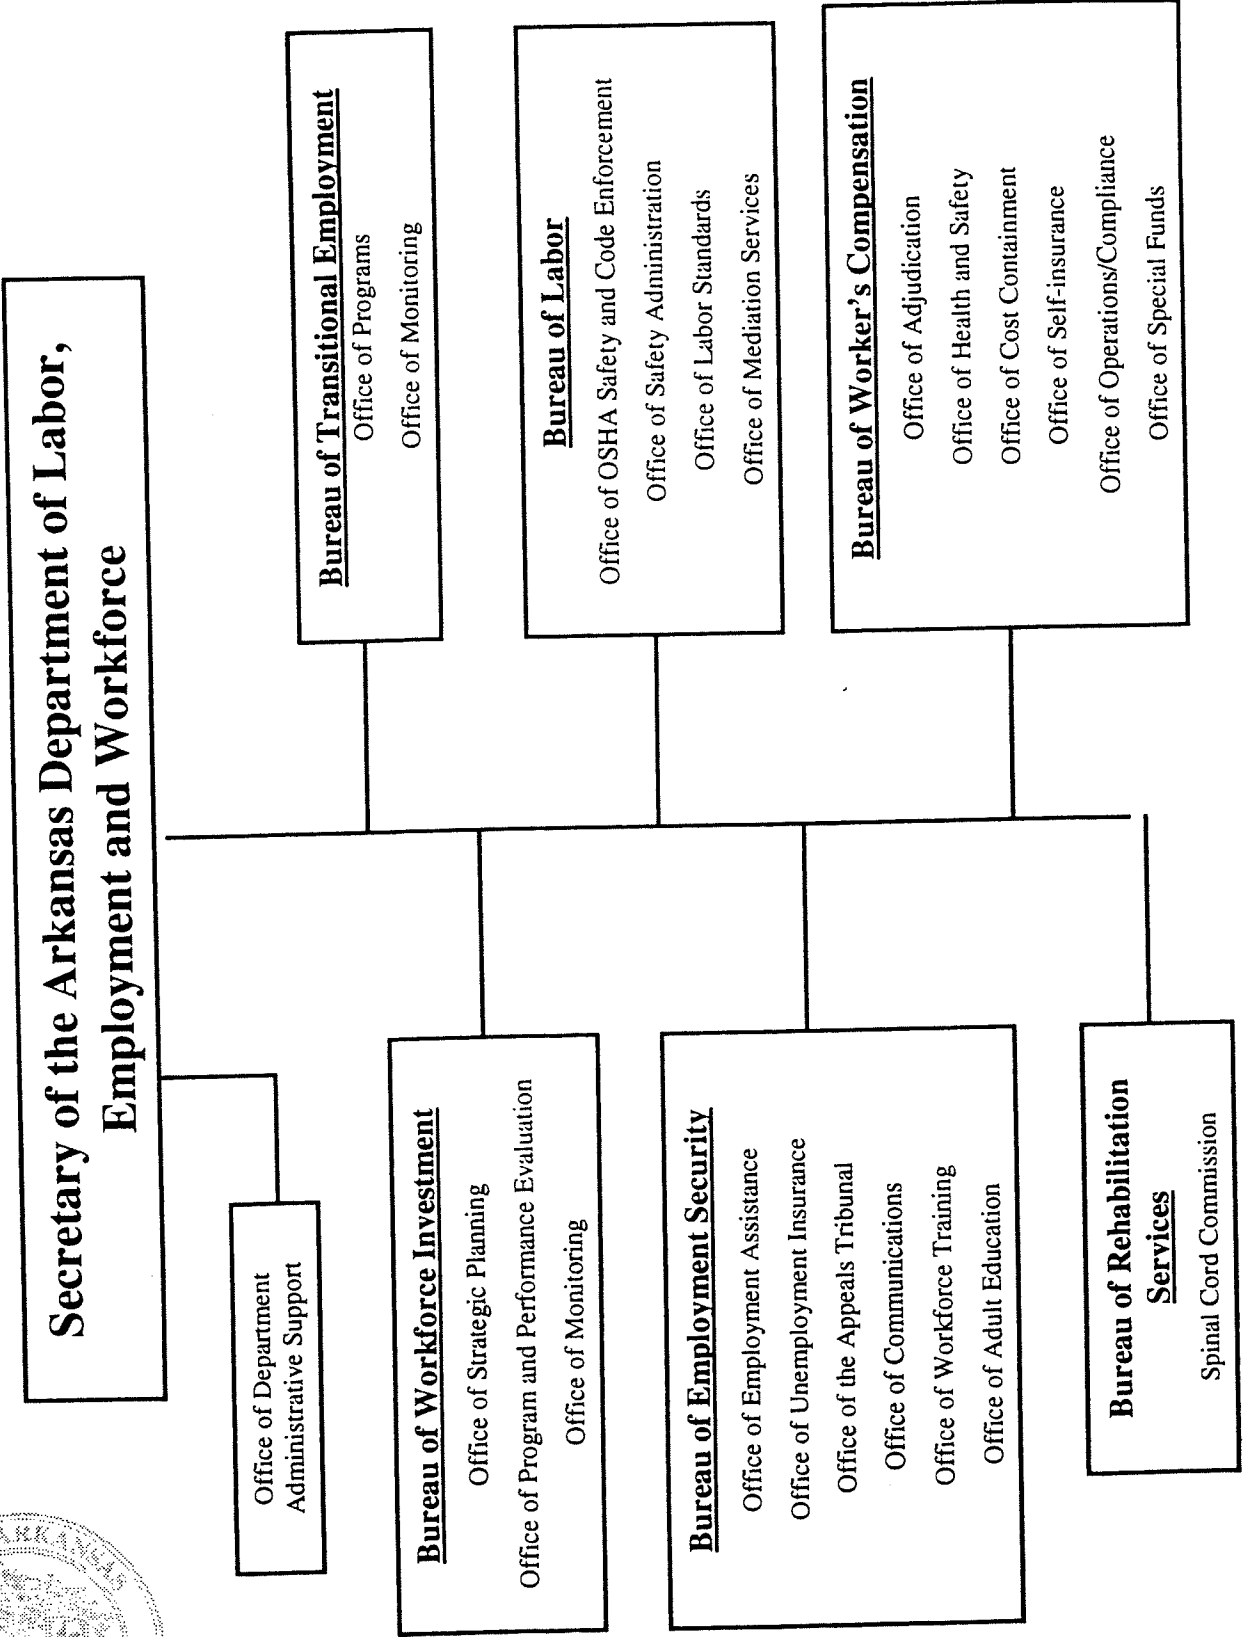 Secretary of the Arkansas Department of Labor,
Employment and Workforce
Office of Department
Administrative Support
Bureau of Transitional Employment
Office of Programs
Office of Monitoring
Bureau of Workforce Investment
Office of Strategic Planning
Office of Program and Performance Evaluation
Office of Monitoring
Bureau of Labor
Office of OSHA Safety and Code Enforcement
Office of Safety Administration
Office of Labor Standards
Office of Mediation Services
Bureau of Employment Security
Office of Employment Assistance
Office of Unemployment Insurance
Office of the Appeals Tribunal
Office of Communications
Office of Workforce Training
Office of Adult Education
Bureau of Worker's Compensation
Office of Adjudication
Office of Health and Safety
Office of Cost Containment
Office of Self-insurance
Office of Operations/Compliance
Office of Special Funds
Bureau of Rehabilitation
Services
Spinal Cord Commission
ARKANSAS